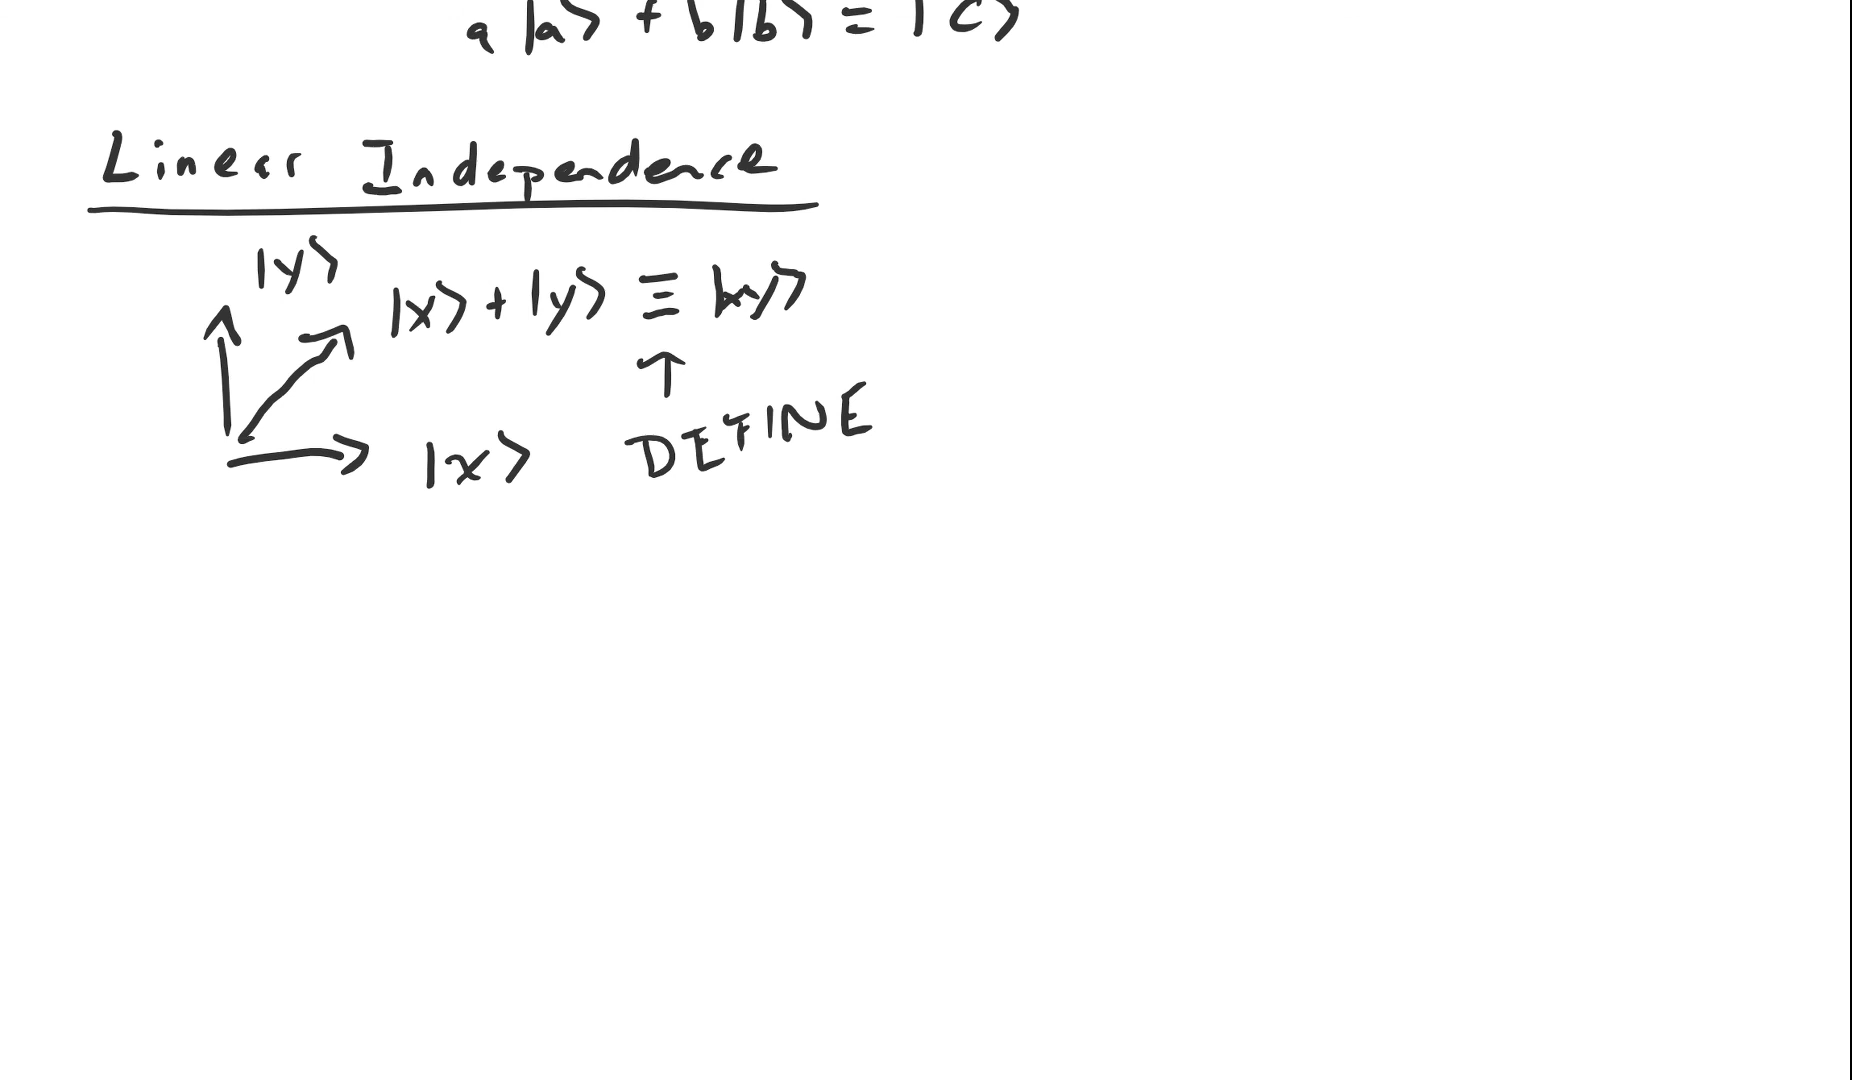 a |a⟩ + b |b⟩ = |c⟩
Linear Independence
|y⟩
|x⟩ + |y⟩ ≡ |xy⟩
↑
|x⟩ DEFINE